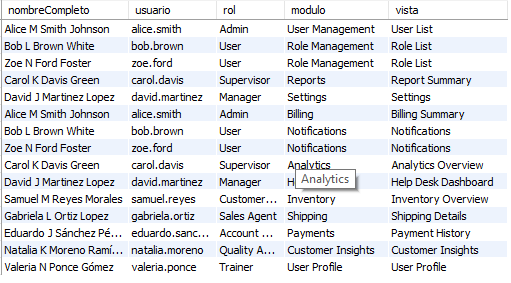 nombreCompleto usuario rol modulo vista
Alice M Smith Johnson alice.smith Admin User Management User List
Bob L Brown White bob.brown User Role Management Role List
Zoe N Ford Foster zoe.ford User Role Management Role List
Carol K Davis Green carol.davis Supervisor Reports Report Summary
David J Martinez Lopez david.martinez Manager Settings Settings
Alice M Smith Johnson alice.smith Admin Billing Billing Summary
Bob L Brown White bob.brown User Notifications Notifications
Zoe N Ford Foster zoe.ford User Notifications Notifications
Carol K Davis Green carol.davis Supervisor Analytics Analytics Overview
David J Martinez Lopez david.martinez Manager Help Desk Dashboard
Analytics
Samuel M Reyes Morales samuel.reyes Customer... Inventory Inventory Overview
Gabriela L Ortiz Lopez gabriela.ortiz Sales Agent Shipping Shipping Details
Eduardo J Sánchez Pé... eduardo.sanc... Account ... Payments Payment History
Natalia K Moreno Ramí... natalia.moreno Quality A... Customer Insights Customer Insights
Valeria N Ponce Gómez valeria.ponce Trainer User Profile User Profile